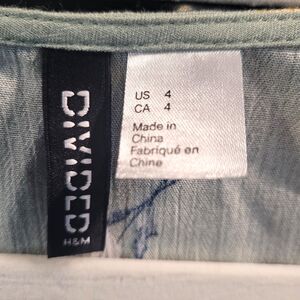 DIVIDED
H&M
US 4
CA 4
Made in
China
Fabriqué en
Chine